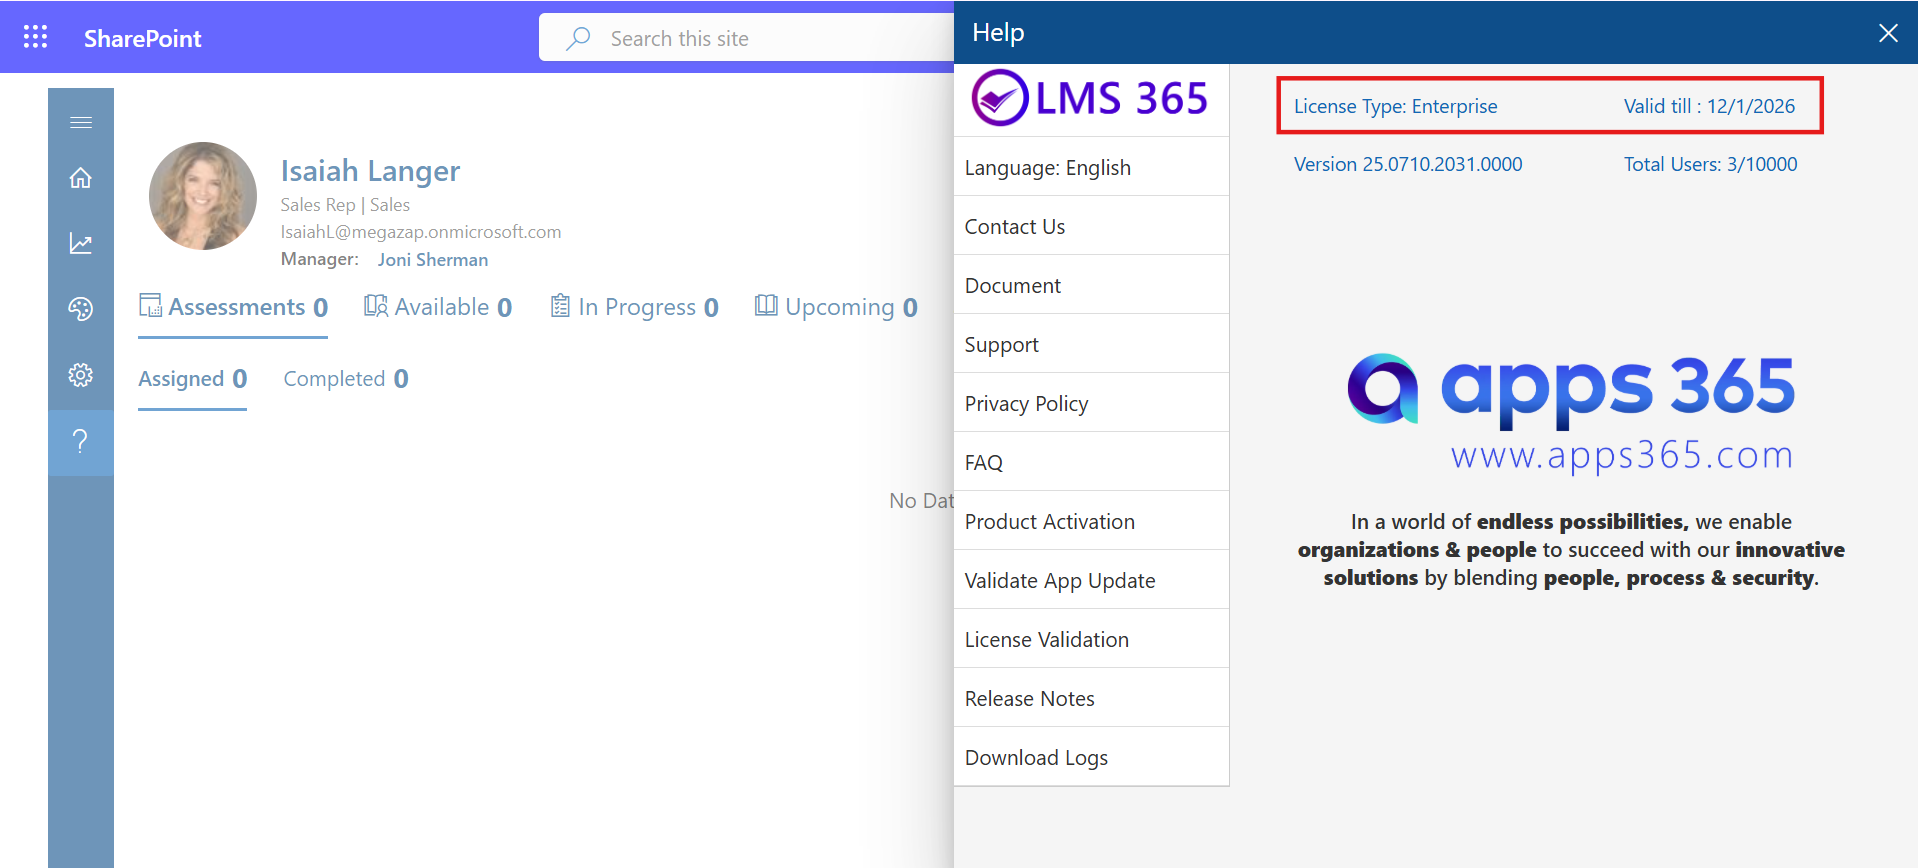 SharePoint
Search this site
Isaiah Langer
Sales Rep | Sales
IsaiahL@megazap.onmicrosoft.com
Manager: Joni Sherman
Assessments 0 Available 0 In Progress 0 Upcoming 0
Assigned 0 Completed 0
No Dat
Help
LMS 365
Language: English
Contact Us
Document
Support
Privacy Policy
FAQ
Product Activation
Validate App Update
License Validation
Release Notes
Download Logs
License Type: Enterprise Valid till : 12/1/2026
Version 25.0710.2031.0000 Total Users: 3/10000
apps 365
www.apps365.com
In a world of endless possibilities, we enable
organizations & people to succeed with our innovative
solutions by blending people, process & security.